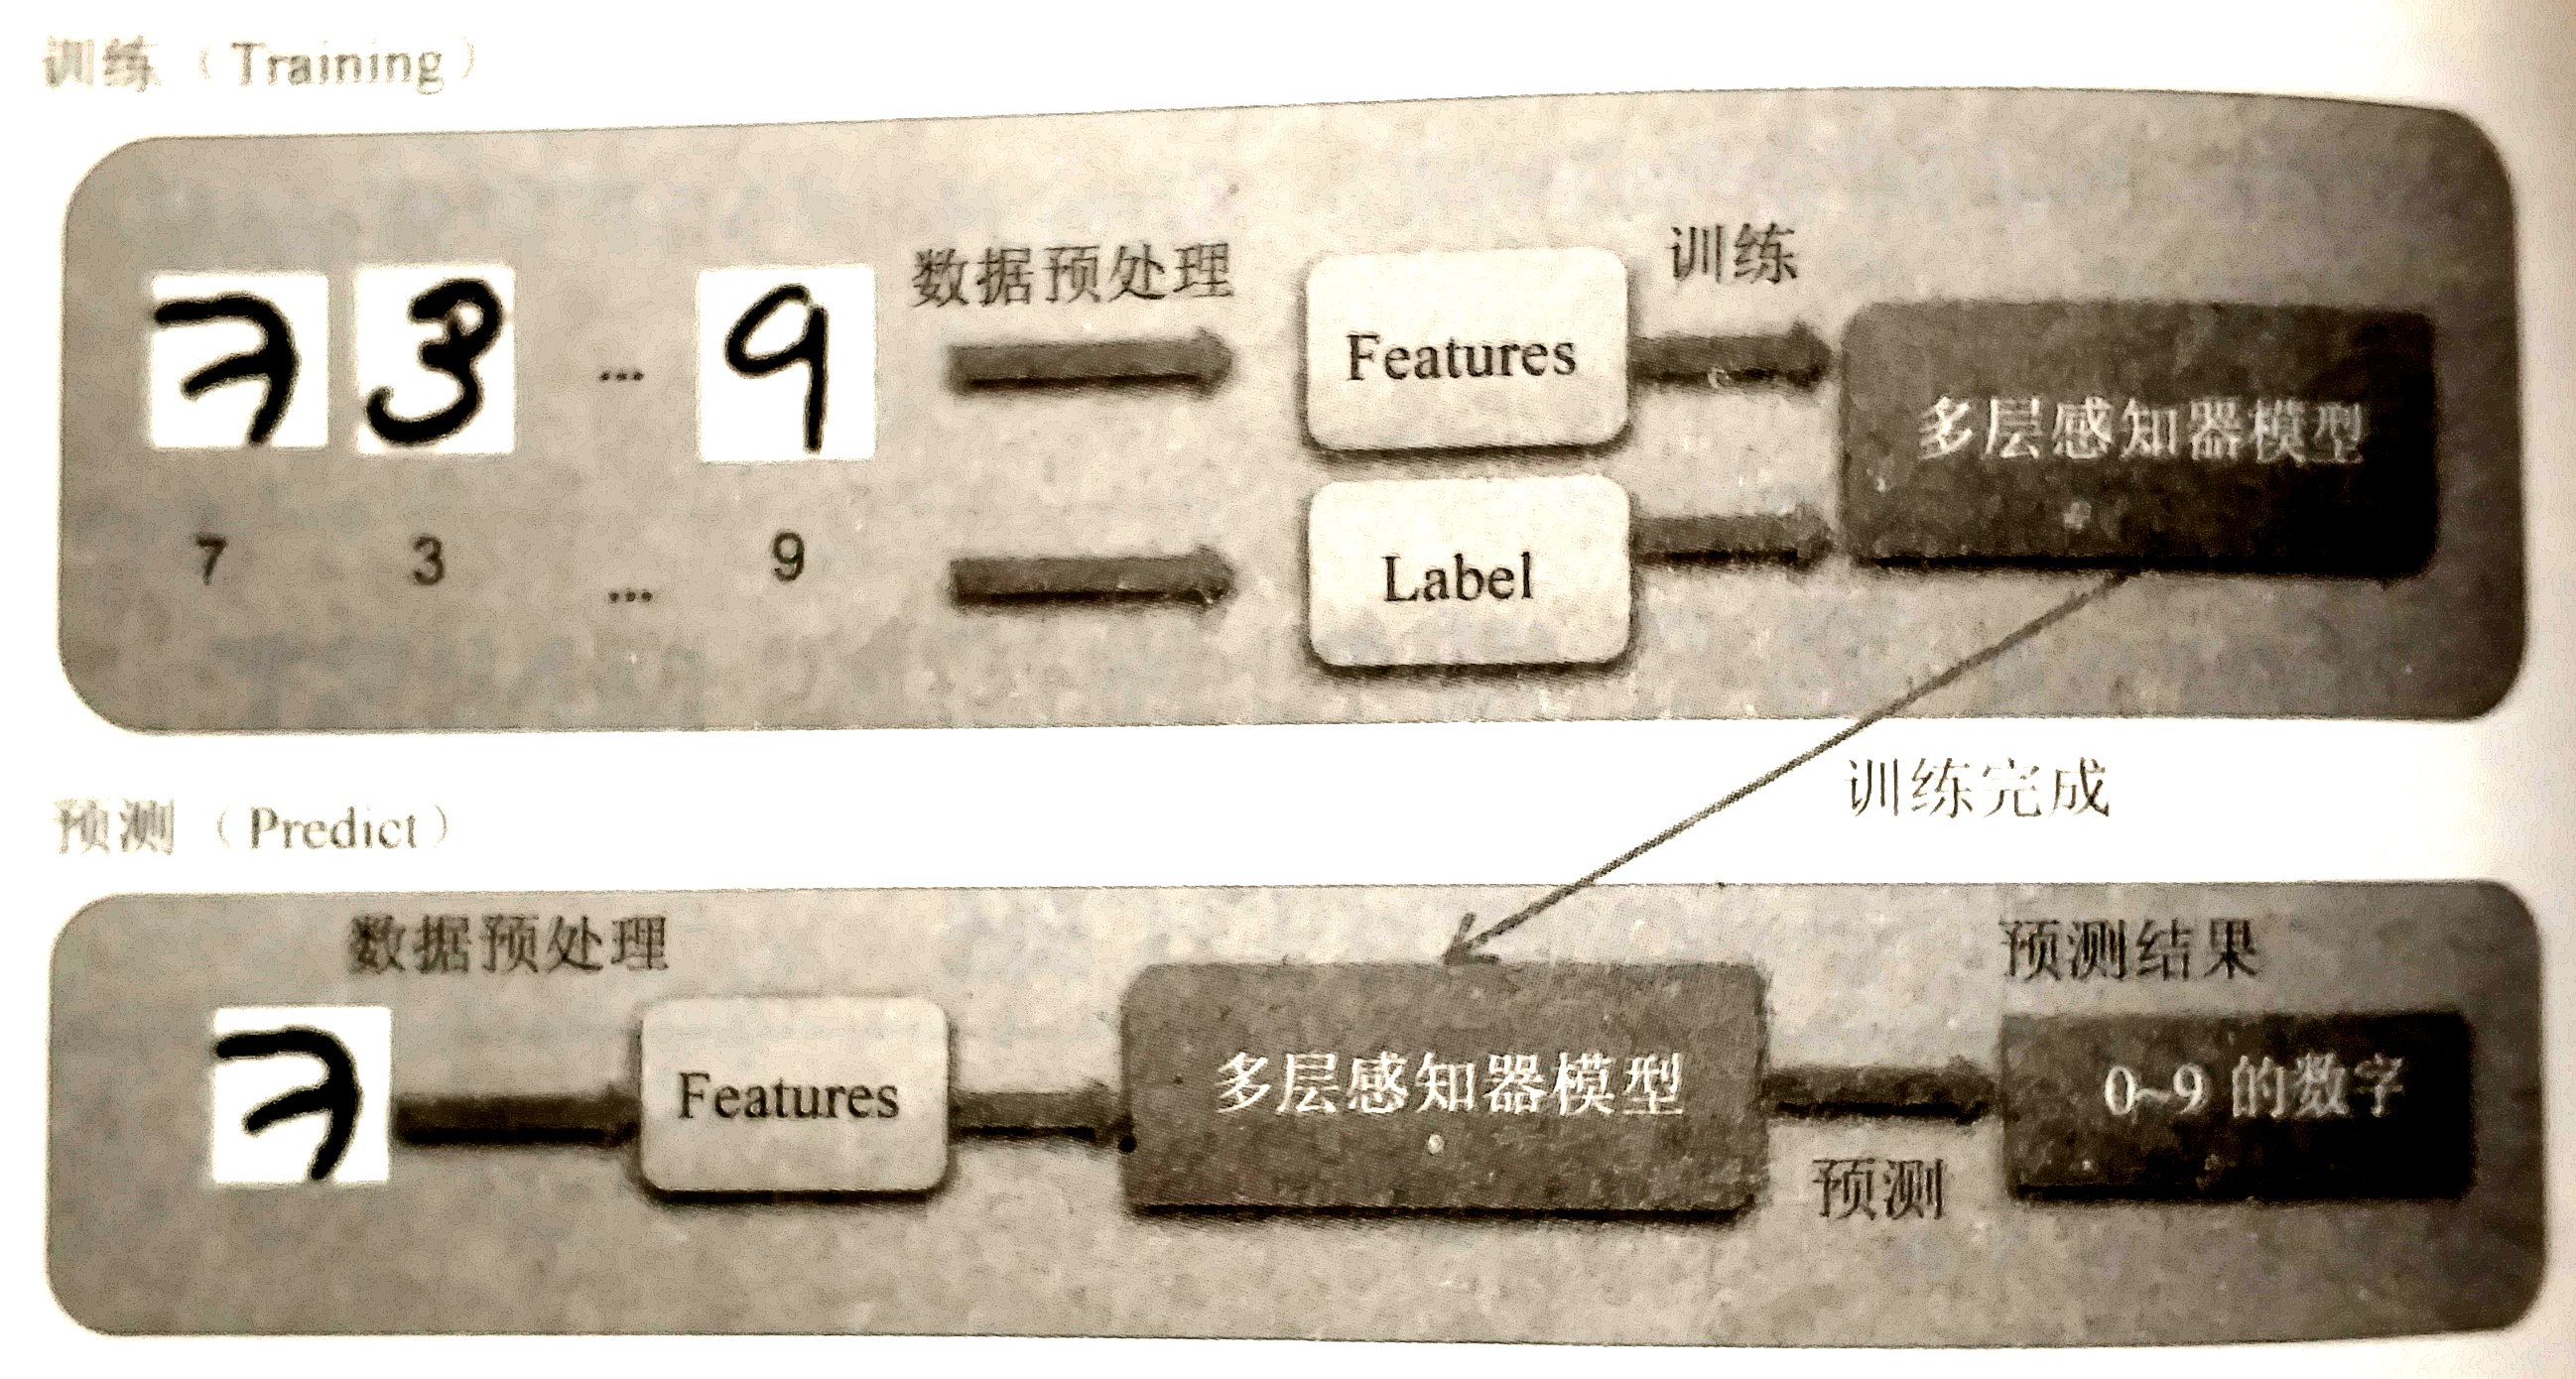 训练（Training）
数据预处理
训练
7 3 … 9
Features
多层感知器模型
7 3 … 9
Label
训练完成
预测（Predict）
数据预处理
预测结果
7
Features
多层感知器模型
0~9 的数字
预测